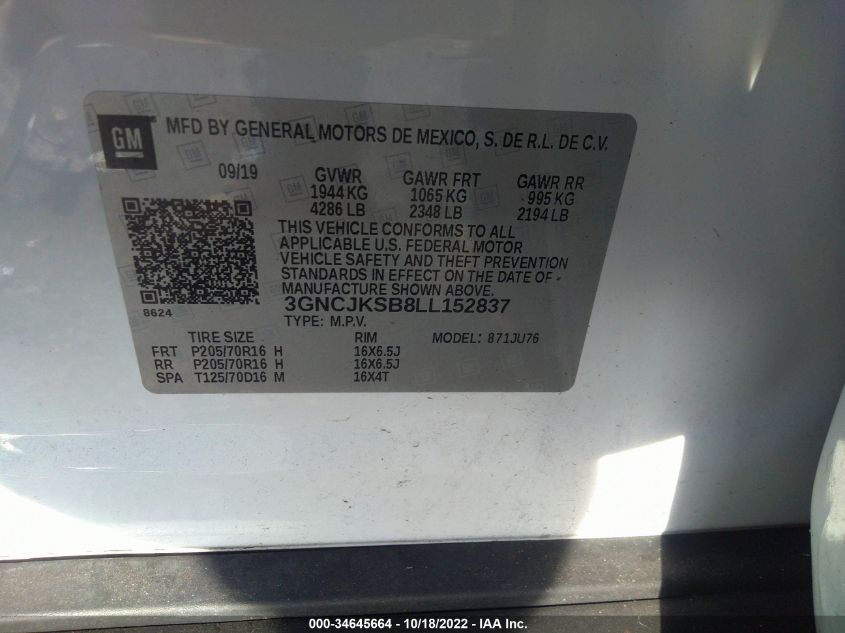 GM
MFD BY GENERAL MOTORS DE MEXICO, S. DE R.L. DE C.V.
09/19 GVWR GAWR FRT GAWR RR
1944 KG 1065 KG 995 KG
4286 LB 2348 LB 2194 LB
THIS VEHICLE CONFORMS TO ALL
APPLICABLE U.S. FEDERAL MOTOR
VEHICLE SAFETY AND THEFT PREVENTION
STANDARDS IN EFFECT ON THE DATE OF
MANUFACTURE SHOWN ABOVE.
3GNCJKSB8LL152837
8624
TYPE: M.P.V.
TIRE SIZE RIM MODEL: 871JU76
FRT P205/70R16 H 16X6.5J
RR P205/70R16 H 16X6.5J
SPA T125/70D16 M 16X4T
000-34645664 - 10/18/2022 - IAA Inc.